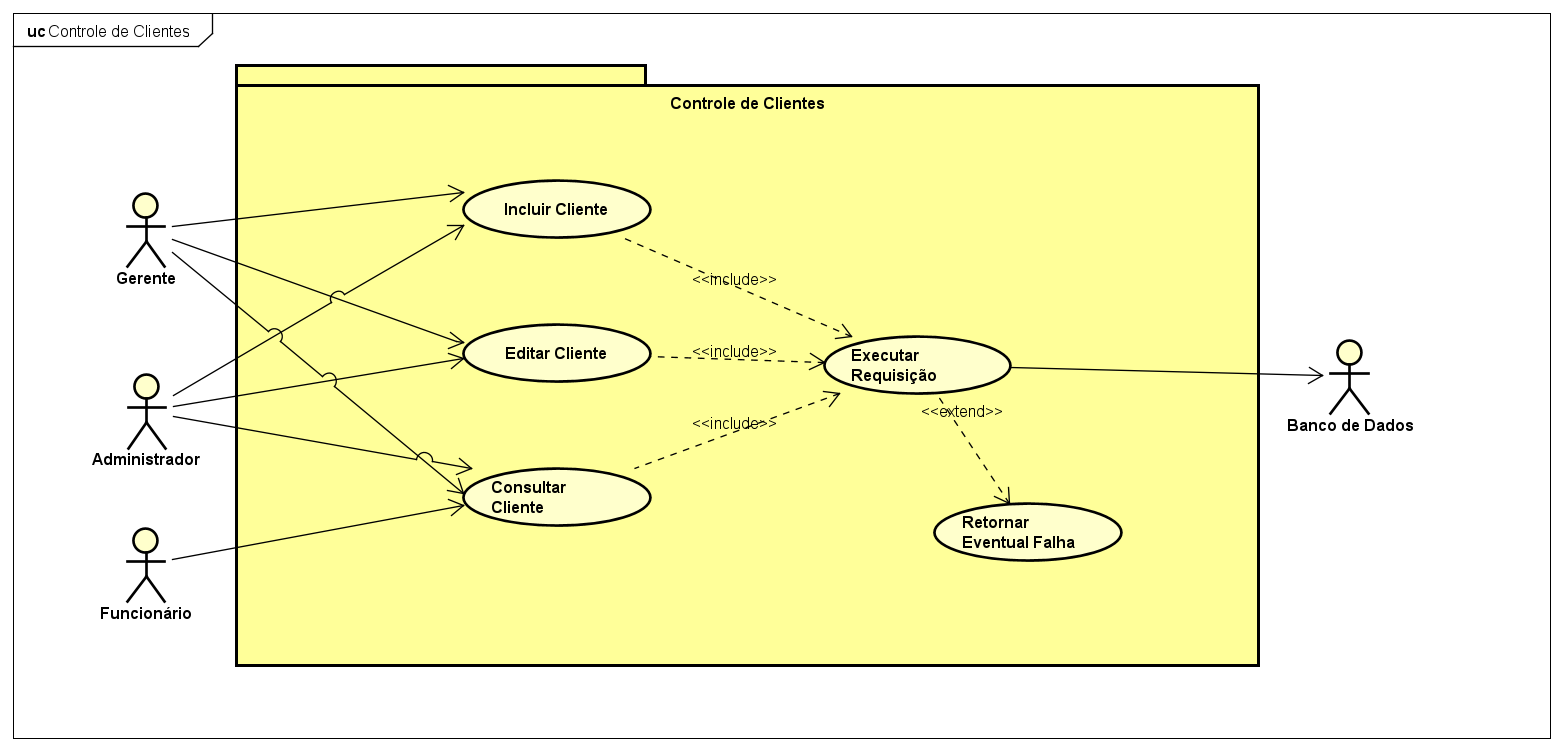 uc Controle de Clientes
Controle de Clientes
Incluir Cliente
Gerente
<<include>>
Editar Cliente
<<include>>
Executar
Requisição
<<extend>>
Banco de Dados
<<include>>
Administrador
Consultar
Cliente
Retornar
Eventual Falha
Funcionário